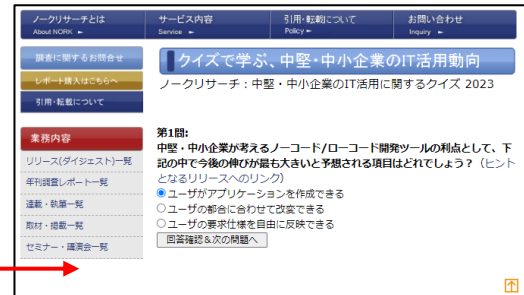 ノークリサーチとは
About NORK
サービス内容
Service
引用・転載について
Policy
お問い合わせ
Inquiry
調査に関するお問合せ
レポート購入はこちらへ
引用・転載について
業務内容
リリース(ダイジェスト)一覧
年刊調査レポート一覧
連載・執筆一覧
取材・掲載一覧
セミナー・講演会一覧
クイズで学ぶ、中堅・中小企業のIT活用動向
ノークリサーチ：中堅・中小企業のIT活用に関するクイズ 2023
第1問:
中堅・中小企業が考えるノーコード/ローコード開発ツールの利点として、下
記の中で今後の伸びが最も大きいと予想される項目はどれでしょう？（ヒント
となるリリースへのリンク）
ユーザがアプリケーションを作成できる
ユーザの都合に合わせて改変できる
ユーザの要求仕様を自由に反映できる
回答確認&次の問題へ